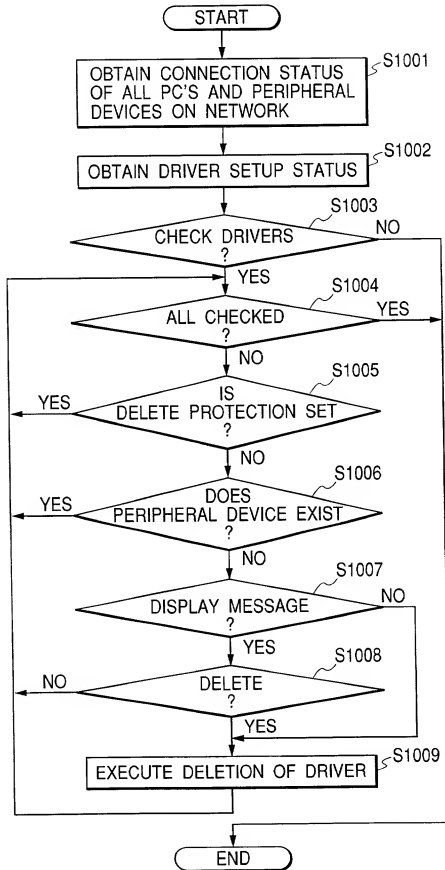 START
S1001
OBTAIN CONNECTION STATUS
OF ALL PC'S AND PERIPHERAL
DEVICES ON NETWORK
S1002
OBTAIN DRIVER SETUP STATUS
S1003
NO
CHECK DRIVERS
?
YES
S1004
YES
ALL CHECKED
?
NO
S1005
YES
IS
DELETE PROTECTION SET
?
NO
S1006
YES
DOES
PERIPHERAL DEVICE EXIST
?
NO
S1007
NO
DISPLAY MESSAGE
?
YES
S1008
NO
DELETE
?
YES
S1009
EXECUTE DELETION OF DRIVER
END